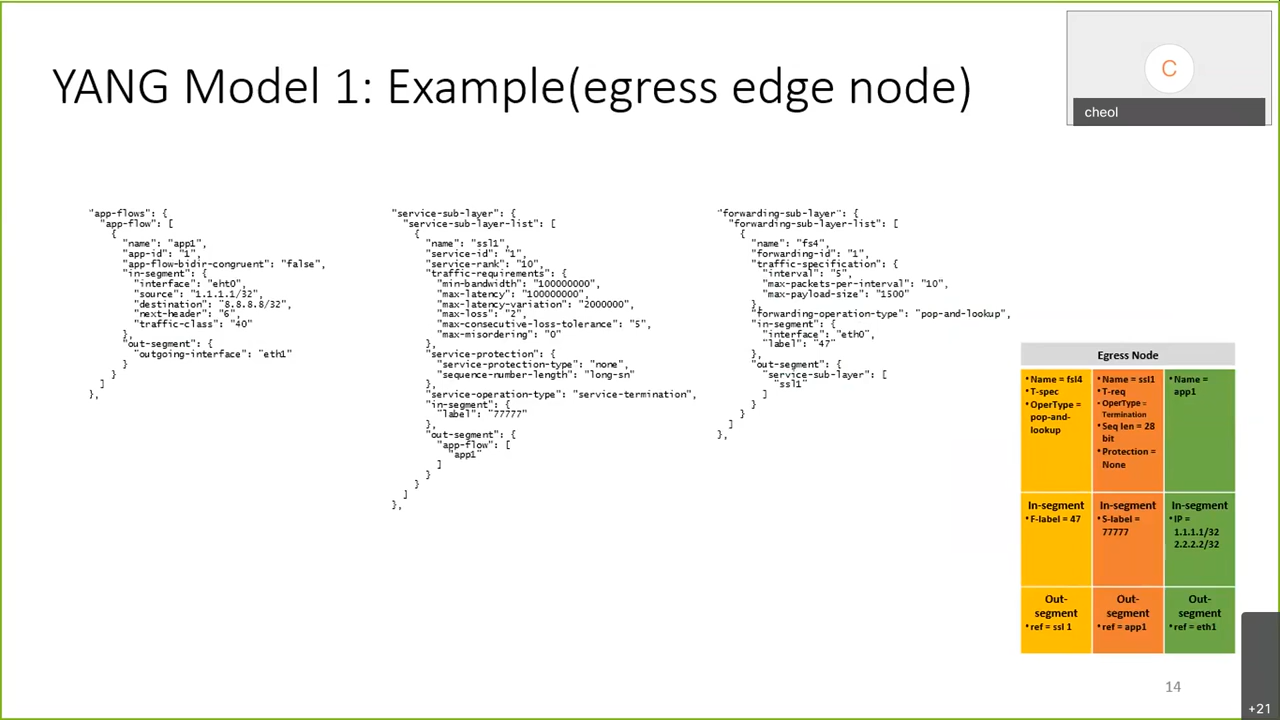 YANG Model 1: Example(egress edge node)
C
cheol
"app-flows": {
"app-flow": [
{
"name": "app1",
"app-id": "1",
"app-flow-bidir-congruent": "false",
"in-segment": {
"interface": "eht0",
"source": "1.1.1.1/32",
"destination": "8.8.8.8/32",
"next-header": "6",
"traffic-class": "40"
},
"out-segment": {
"outgoing-interface": "eth1"
}
}
]
},
"service-sub-layer": {
"service-sub-layer-list": [
{
"name": "ssl1",
"service-id": "1",
"service-rank": "10",
"traffic-requirements": {
"min-bandwidth": "100000000",
"max-latency": "100000000",
"max-latency-variation": "2000000",
"max-loss": "2",
"max-consecutive-loss-tolerance": "5",
"max-misordering": "0"
},
"service-protection": {
"service-protection-type": "none",
"sequence-number-length": "long-sn"
},
"service-operation-type": "service-termination",
"in-segment": {
"label": "77777"
},
"out-segment": {
"app-flow": [
"app1"
]
}
}
]
},
"forwarding-sub-layer": {
"forwarding-sub-layer-list": [
{
"name": "fs4",
"forwarding-id": "1",
"traffic-specification": {
"interval": "5",
"max-packets-per-interval": "10",
"max-payload-size": "1500"
},
"forwarding-operation-type": "pop-and-lookup",
"in-segment": {
"interface": "eth0",
"label": "47"
},
"out-segment": {
"service-sub-layer": [
"ssl1"
]
}
}
]
},
Egress Node
• Name = fsl4
• T-spec
• OperType =
pop-and-
lookup
• Name = ssl1
• T-req
• OperType =
Termination
• Seq len = 28
bit
• Protection =
None
• Name =
app1
In-segment
• F-label = 47
In-segment
• S-label =
77777
In-segment
• IP =
1.1.1.1/32
2.2.2.2/32
Out-
segment
• ref = ssl 1
Out-
segment
• ref = app1
Out-
segment
• ref = eth1
14
+21